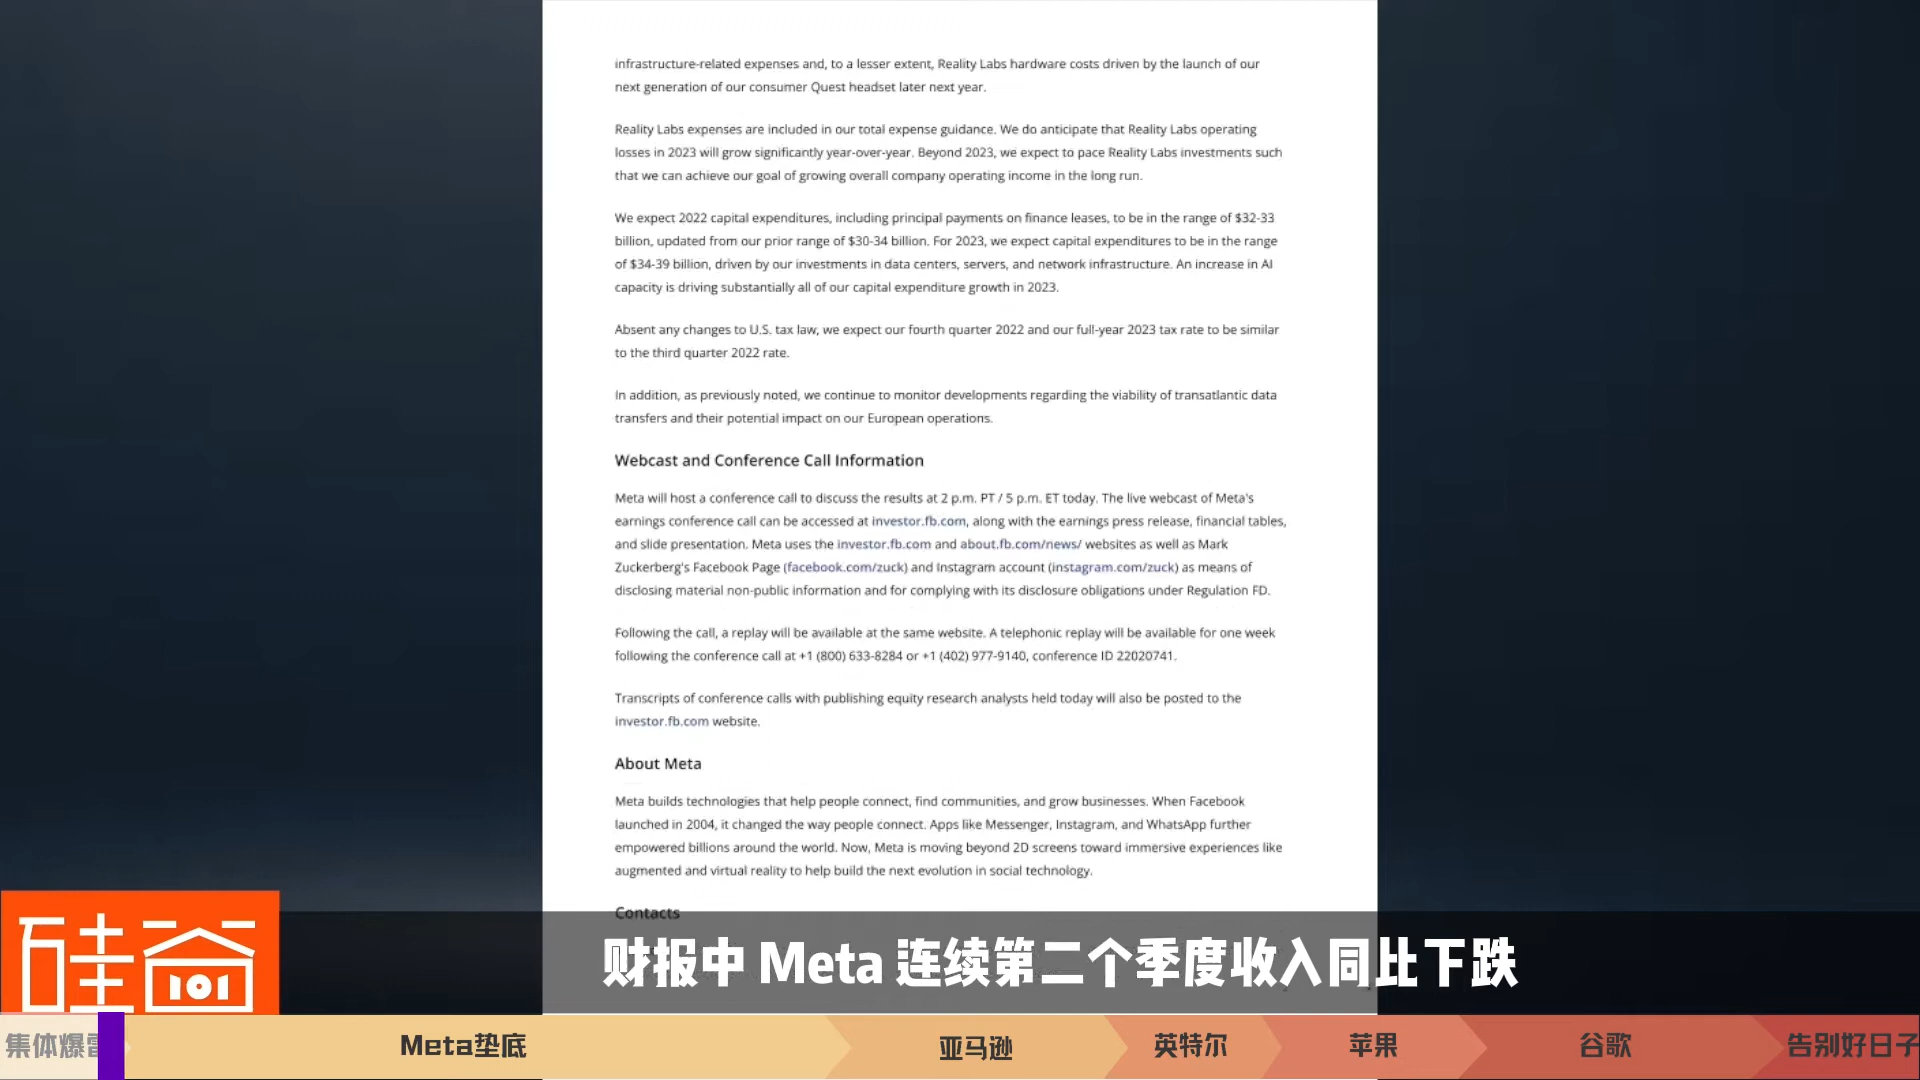 infrastructure-related expenses and, to a lesser extent, Reality Labs hardware costs driven by the launch of our
next generation of our consumer Quest headset later next year.
Reality Labs expenses are included in our total expense guidance. We do anticipate that Reality Labs operating
losses in 2023 will grow significantly year-over-year. Beyond 2023, we expect to pace Reality Labs investments such
that we can achieve our goal of growing overall company operating income in the long run.
We expect 2022 capital expenditures, including principal payments on finance leases, to be in the range of $32-33
billion, updated from our prior range of $30-34 billion. For 2023, we expect capital expenditures to be in the range
of $34-39 billion, driven by our investments in data centers, servers, and network infrastructure. An increase in AI
capacity is driving substantially all of our capital expenditure growth in 2023.
Absent any changes to U.S. tax law, we expect our fourth quarter 2022 and our full-year 2023 tax rate to be similar
to the third quarter 2022 rate.
In addition, as previously noted, we continue to monitor developments regarding the viability of transatlantic data
transfers and their potential impact on our European operations.
Webcast and Conference Call Information
Meta will host a conference call to discuss the results at 2 p.m. PT / 5 p.m. ET today. The live webcast of Meta's
earnings conference call can be accessed at investor.fb.com, along with the earnings press release, financial tables,
and slide presentation. Meta uses the investor.fb.com and about.fb.com/news/ websites as well as Mark
Zuckerberg's Facebook Page (facebook.com/zuck) and Instagram account (instagram.com/zuck) as means of
disclosing material non-public information and for complying with its disclosure obligations under Regulation FD.
Following the call, a replay will be available at the same website. A telephonic replay will be available for one week
following the conference call at +1 (800) 633-8284 or +1 (402) 977-9140, conference ID 22020741.
Transcripts of conference calls with publishing equity research analysts held today will also be posted to the
investor.fb.com website.
About Meta
Meta builds technologies that help people connect, find communities, and grow businesses. When Facebook
launched in 2004, it changed the way people connect. Apps like Messenger, Instagram, and WhatsApp further
empowered billions around the world. Now, Meta is moving beyond 2D screens toward immersive experiences like
augmented and virtual reality to help build the next evolution in social technology.
Contacts
硅谷
101
财报中 Meta 连续第二个季度收入同比下跌
集体爆雷 Meta垫底 亚马逊 英特尔 苹果 谷歌 告别好日子